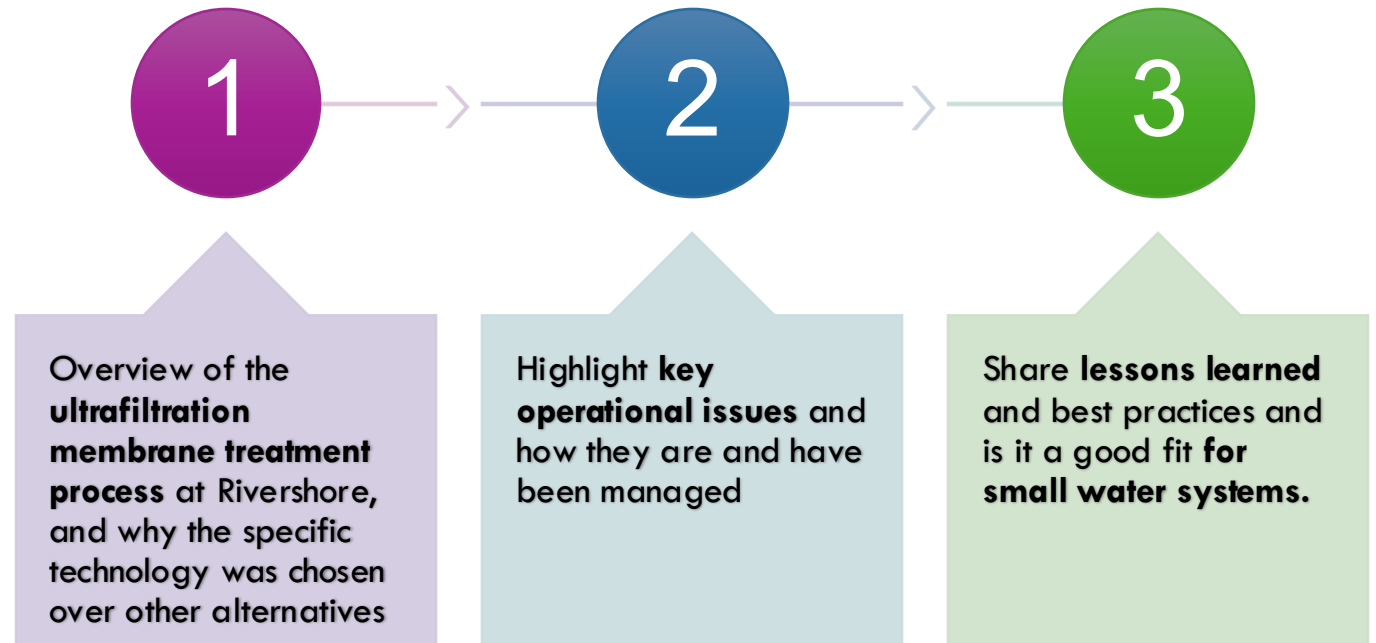 1
2
3
Overview of the
ultrafiltration
membrane treatment
process at Rivershore,
and why the specific
technology was chosen
over other alternatives
Highlight key
operational issues and
how they are and have
been managed
Share lessons learned
and best practices and
is it a good fit for
small water systems.